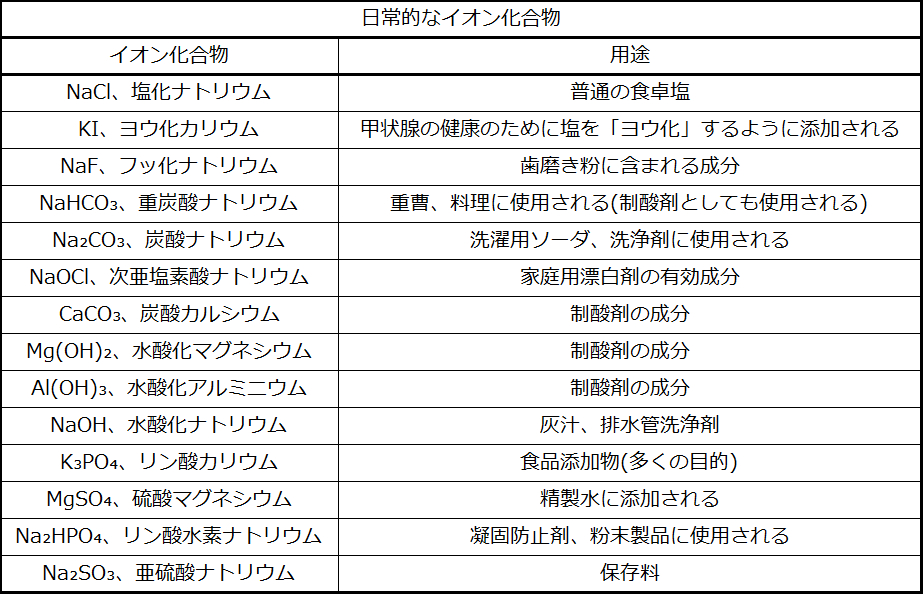 日常的なイオン化合物
イオン化合物 用途
NaCl、塩化ナトリウム 普通の食卓塩
KI、ヨウ化カリウム 甲状腺の健康のために塩を「ヨウ化」するように添加される
NaF、フッ化ナトリウム 歯磨き粉に含まれる成分
NaHCO₃、重炭酸ナトリウム 重曹、料理に使用される(制酸剤としても使用される)
Na₂CO₃、炭酸ナトリウム 洗濯用ソーダ、洗浄剤に使用される
NaOCl、次亜塩素酸ナトリウム 家庭用漂白剤の有効成分
CaCO₃、炭酸カルシウム 制酸剤の成分
Mg(OH)₂、水酸化マグネシウム 制酸剤の成分
Al(OH)₃、水酸化アルミニウム 制酸剤の成分
NaOH、水酸化ナトリウム 灰汁、排水管洗浄剤
K₃PO₄、リン酸カリウム 食品添加物(多くの目的)
MgSO₄、硫酸マグネシウム 精製水に添加される
Na₂HPO₄、リン酸水素ナトリウム 凝固防止剤、粉末製品に使用される
Na₂SO₃、亜硫酸ナトリウム 保存料